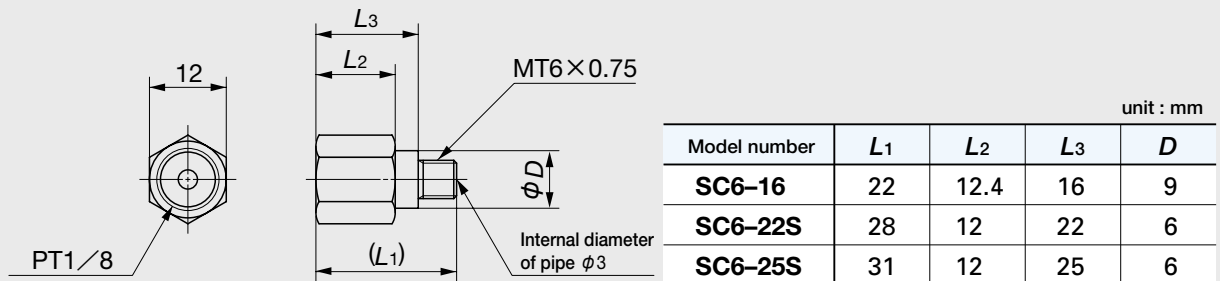 L3
L2
12
MT6×0.75
φD
PT1/8
(L1)
Internal diameter
of pipe φ3
unit : mm
Model number L1 L2 L3 D
SC6–16 22 12.4 16 9
SC6–22S 28 12 22 6
SC6–25S 31 12 25 6